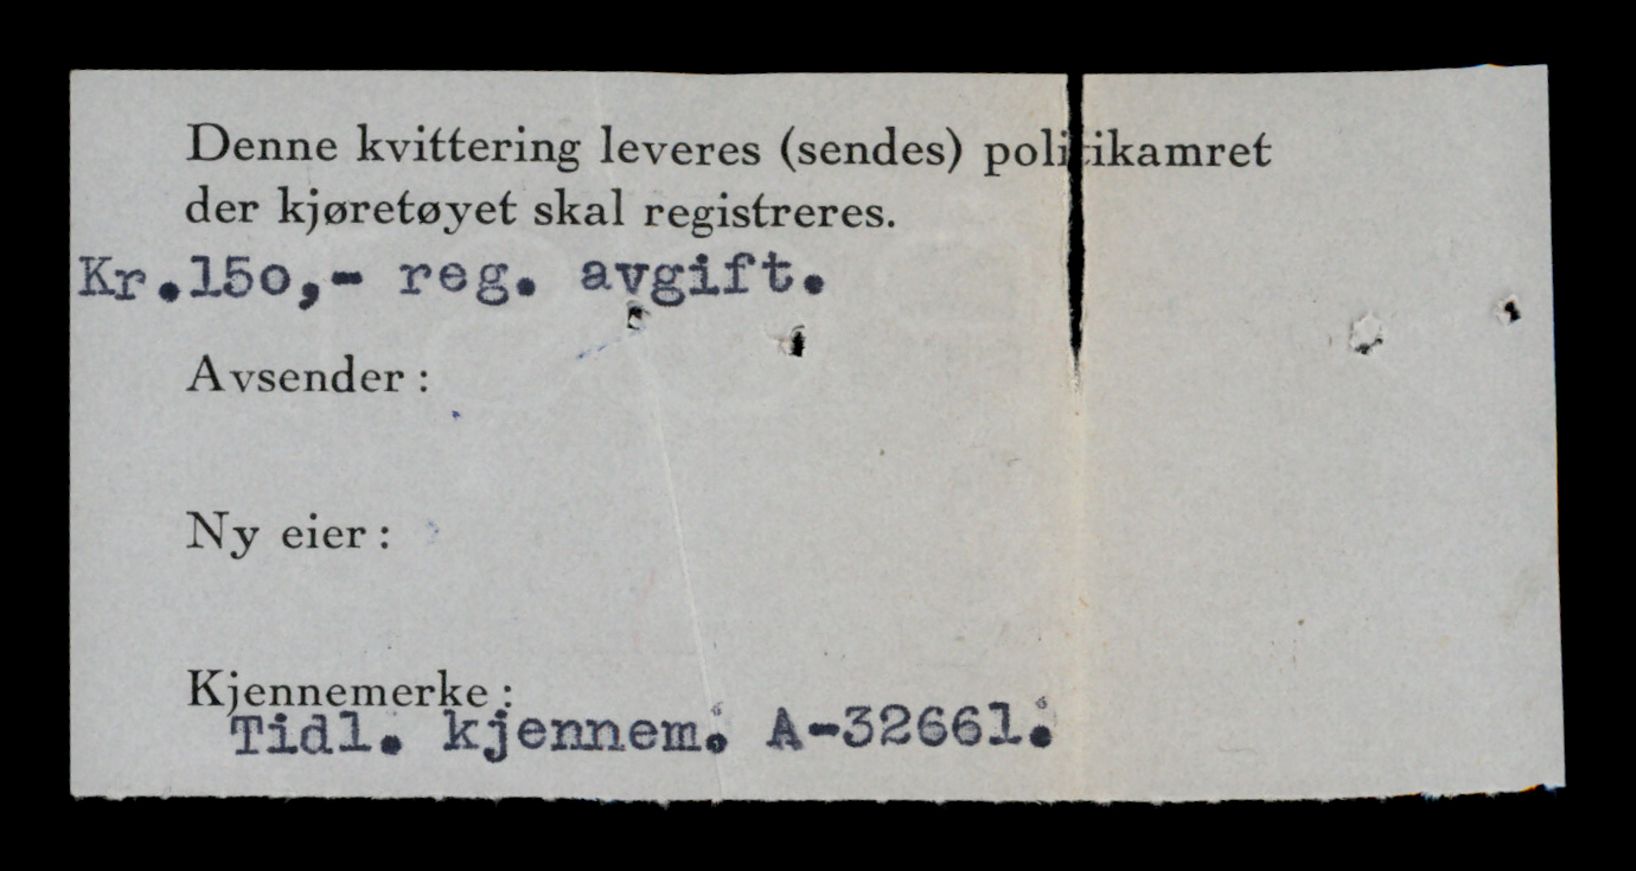 Denne kvittering leveres (sendes) politikamret
der kjøretøyet skal registreres.
Kr.15o,- reg. avgift.
Avsender:
Ny eier:
Kjennemerke:
Tidl. kjennem. A-32661.